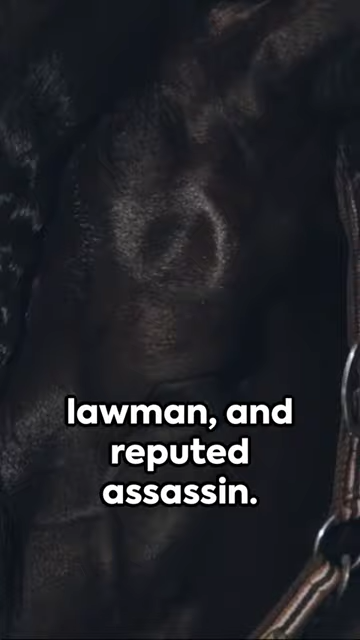 lawman, and
reputed
assassin.